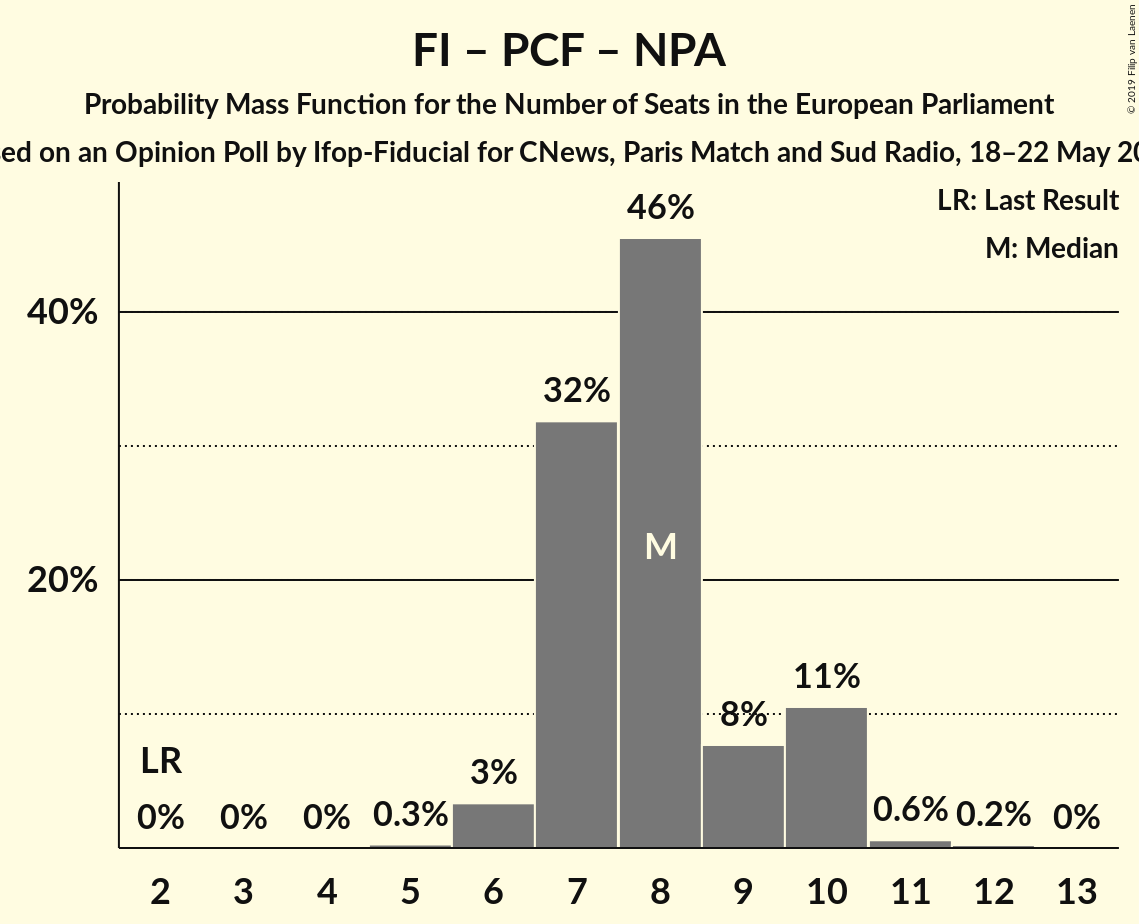 FI – PCF – NPA
Probability Mass Function for the Number of Seats in the European Parliament
on an Opinion Poll by Ifop-Fiducial for CNews, Paris Match and Sud Radio, 18–22 May
© 2019 Filip van Laenen
LR: Last Result
M: Median
46%
40%
32%
M
20%
11%
8%
LR
3%
0% 0% 0% 0.3% 0.6% 0.2% 0%
2 3 4 5 6 7 8 9 10 11 12 13